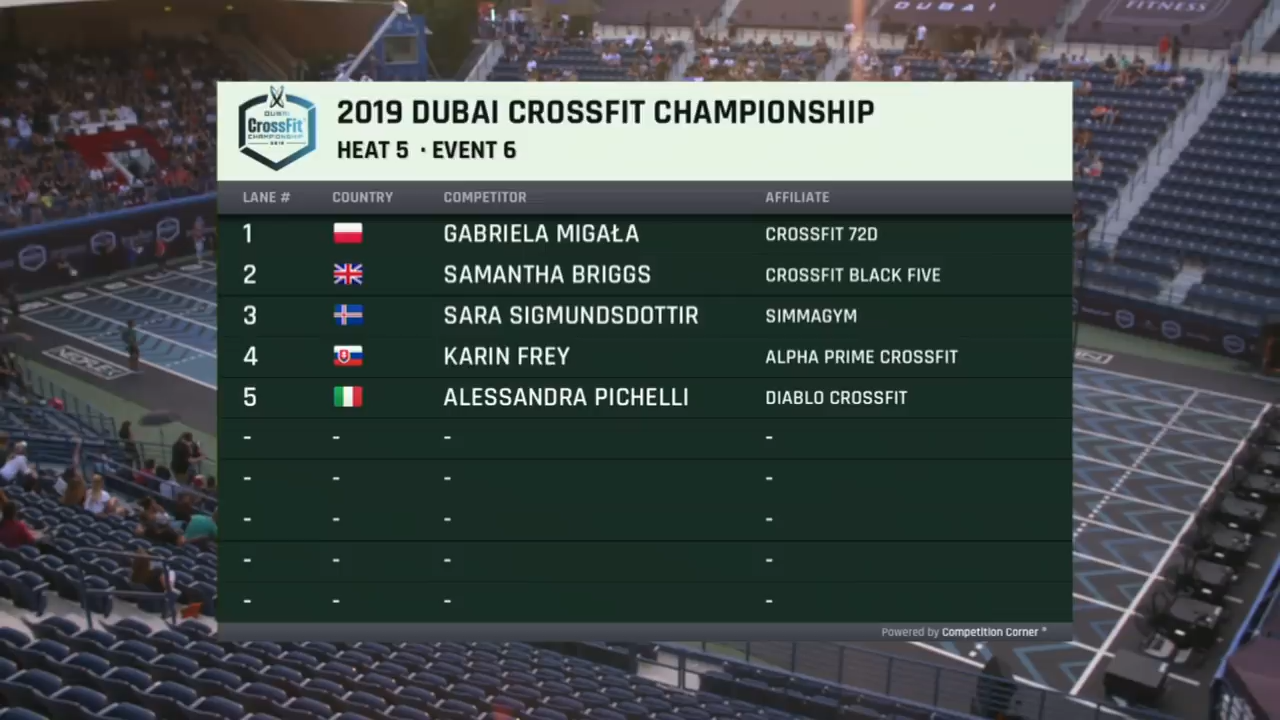 DUBAI
FITNESS
DUBAI
CrossFit
CHAMPIONSHIP
2019
2019 DUBAI CROSSFIT CHAMPIONSHIP
HEAT 5 · EVENT 6
LANE # COUNTRY COMPETITOR AFFILIATE
1 GABRIELA MIGAŁA CROSSFIT 72D
2 SAMANTHA BRIGGS CROSSFIT BLACK FIVE
3 SARA SIGMUNDSDOTTIR SIMMAGYM
4 KARIN FREY ALPHA PRIME CROSSFIT
5 ALESSANDRA PICHELLI DIABLO CROSSFIT
- - - -
- - - -
- - - -
- - - -
- - - -
Powered by Competition Corner ™